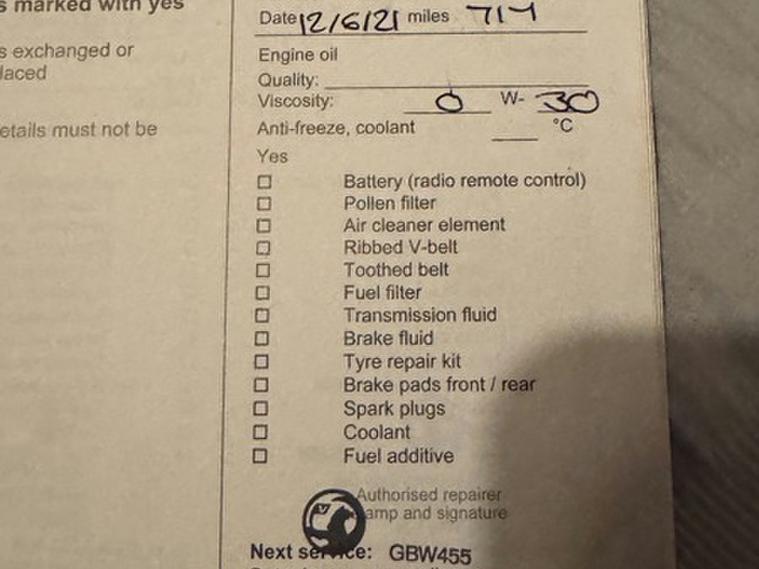 s marked with yes
s exchanged or
laced
etails must not be
Date 12/6/21 miles 714
Engine oil
Quality:
Viscosity: 0 W- 30
Anti-freeze, coolant °C
Yes
Battery (radio remote control)
Pollen filter
Air cleaner element
Ribbed V-belt
Toothed belt
Fuel filter
Transmission fluid
Brake fluid
Tyre repair kit
Brake pads front / rear
Spark plugs
Coolant
Fuel additive
Authorised repairer
amp and signature
Next service: GBW455